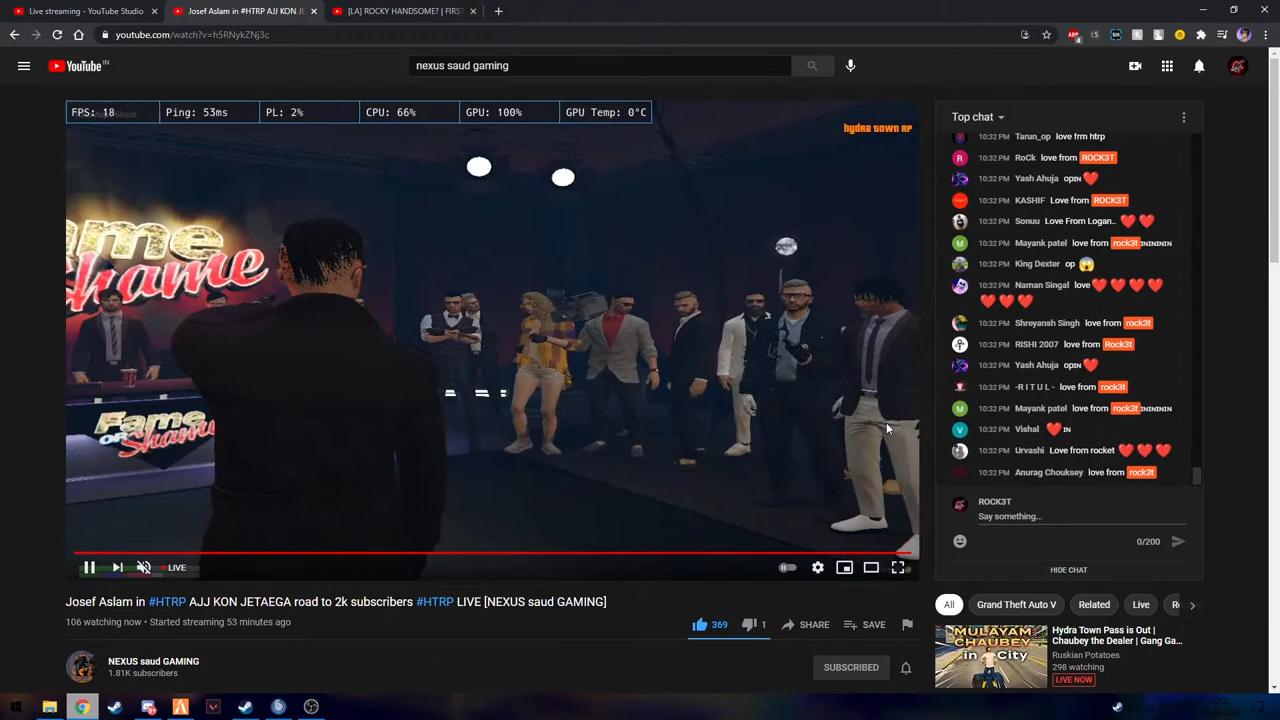 Live streaming - YouTube Studio
Josef Aslam in #HTRP AJJ KON JE
[LA] ROCKY HANDSOME? | FIRST
youtube.com/watch?v=h5RNykZNj3c
YouTube IN
nexus saud gaming
FPS: 18
Ping: 53ms
PL: 2%
CPU: 66%
GPU: 100%
GPU Temp: 0°C
hydra town RP
Fame
Shame
Fame
OR
Shame
LIVE
Top chat
10:32 PM Tarun_op love frm htrp
10:32 PM RoCk love from ROCK3T
10:32 PM Yash Ahuja opIN❤️
10:32 PM KASHIF Love from ROCK3T
10:32 PM Sonuu Love From Logan.. ❤️ ❤️
10:32 PM Mayank patel love from rock3tINININ
10:32 PM King Dexter op 😱
10:32 PM Naman Singal love❤️ ❤️ ❤️ ❤️
❤️ ❤️ ❤️
10:32 PM Shreyansh Singh love from rock3t
10:32 PM RISHI 2007 love from Rock3t
10:32 PM Yash Ahuja opIN❤️
10:32 PM -R I T U L - love from rock3t
10:32 PM Mayank patel love from rock3tINININ
10:32 PM Vishal ❤️IN
10:32 PM Urvashi Love from rocket ❤️ ❤️ ❤️
10:32 PM Anurag Chouksey love from rock3t
ROCK3T
Say something...
0/200
HIDE CHAT
Josef Aslam in #HTRP AJJ KON JETAEGA road to 2k subscribers #HTRP LIVE [NEXUS saud GAMING]
106 watching now • Started streaming 53 minutes ago
369
1
SHARE
SAVE
NEXUS saud GAMING
1.81K subscribers
SUBSCRIBED
All
Grand Theft Auto V
Related
Live
MULAYAM
CHAUBEY
in City
Hydra Town Pass is Out |
Chaubey the Dealer | Gang Ga...
Ruskian Potatoes
298 watching
LIVE NOW